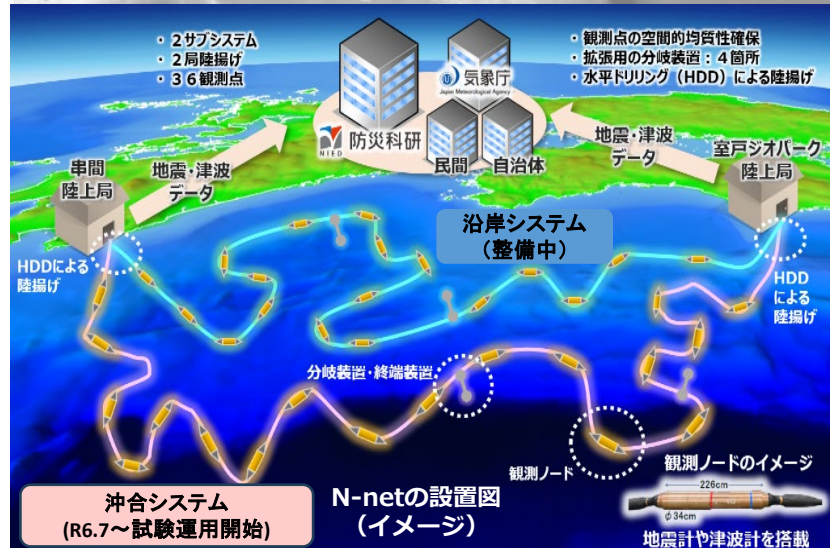 ・２サブシステム
・２局陸揚げ
・３６観測点
・観測点の空間的均質性確保
・拡張用の分岐装置：４箇所
・水平ドリリング（HDD）による陸揚げ
気象庁
Japan Meteorological Agency
NIED
防災科研
民間
自治体
串間
陸上局
地震・津波
データ
地震・津波
データ
室戸ジオパーク
陸上局
沿岸システム
（整備中）
HDDによる
陸揚げ
HDD
による
陸揚げ
分岐装置・終端装置
観測ノード
観測ノードのイメージ
226cm
φ34cm
地震計や津波計を搭載
沖合システム
(R6.7～試験運用開始)
N-netの設置図
（イメージ）